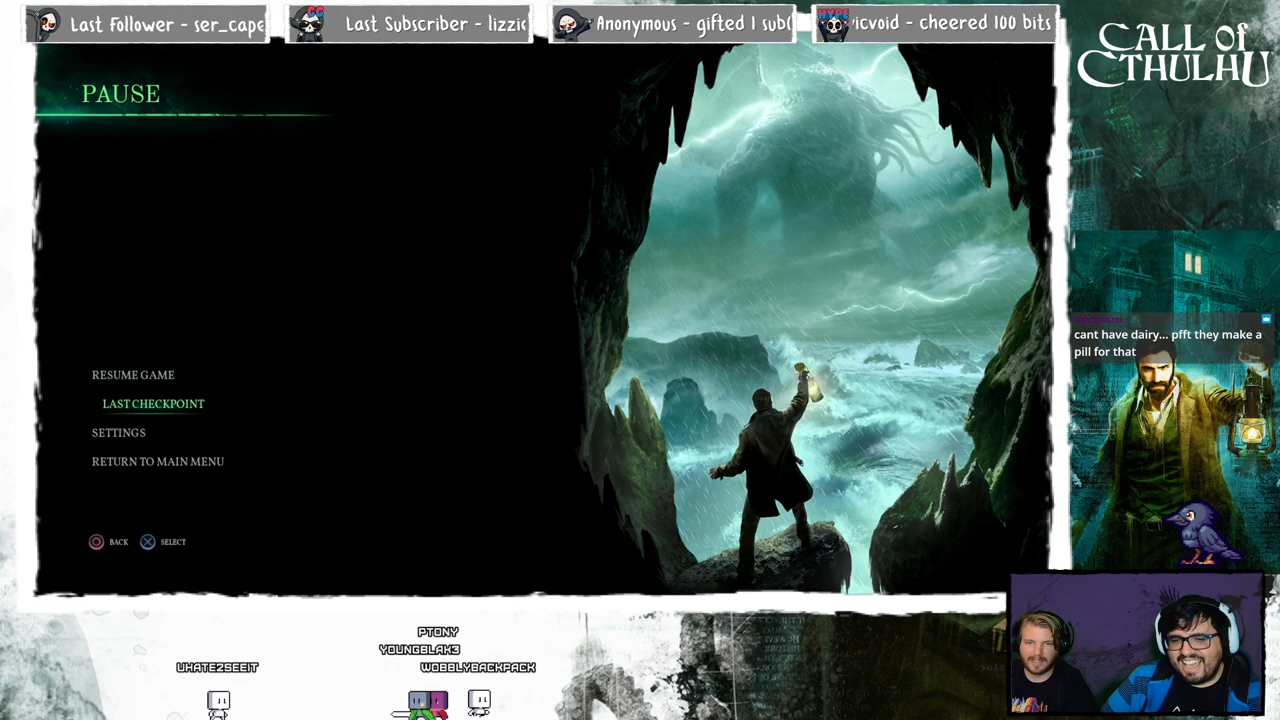 Last Follower - ser_cape
Last Subscriber - lizzie
Anonymous - gifted 1 sub(
icvoid - cheered 100 bits
CALL of
CTHULHU
PAUSE
cant have dairy... pfft they make a
pill for that
RESUME GAME
LAST CHECKPOINT
SETTINGS
RETURN TO MAIN MENU
BACK
SELECT
PTONY
YOUNGBLAK3
UHATE2SEEIT
WOBBLYBACKPACK